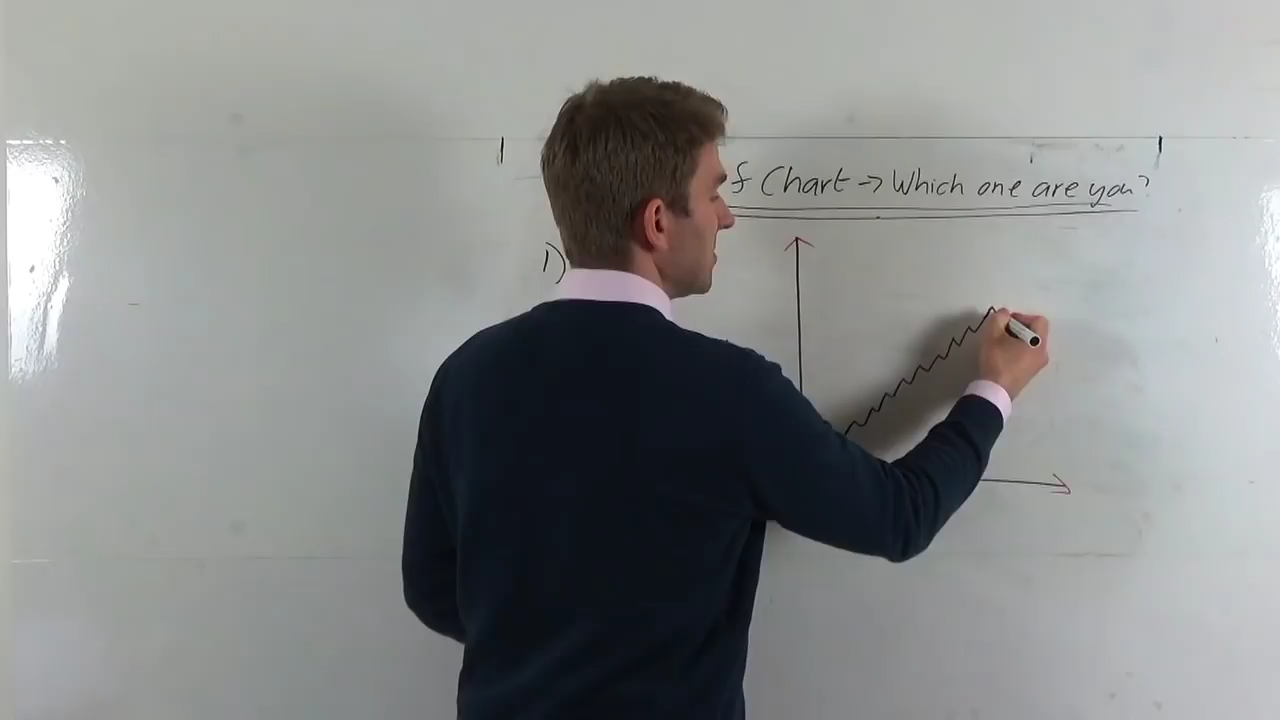 f Chart → Which one are you?
1)